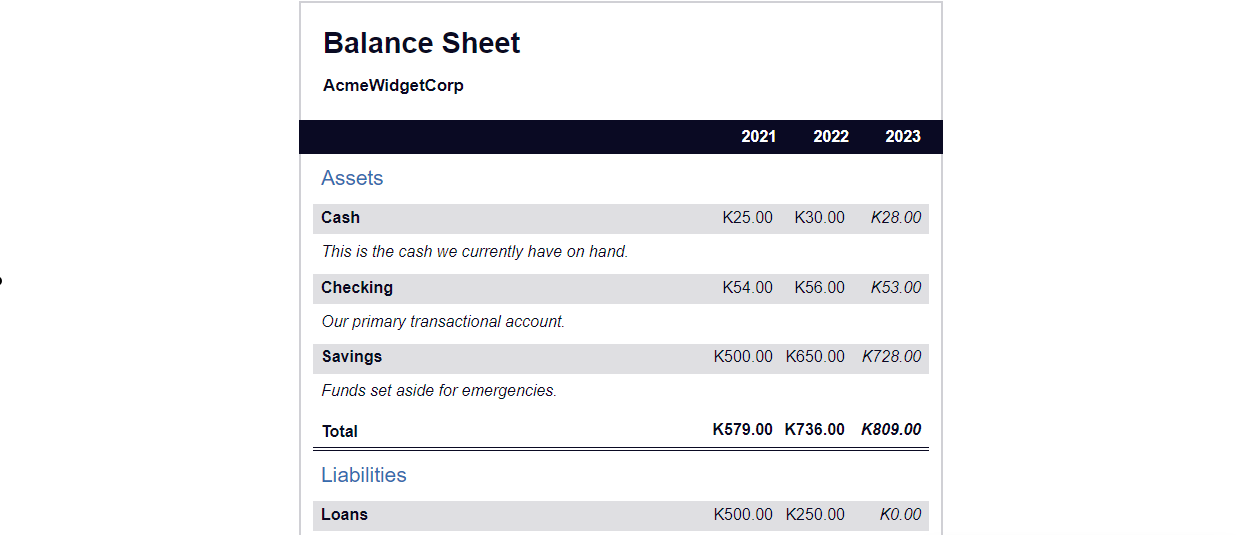 Balance Sheet
AcmeWidgetCorp
2021 2022 2023
Assets
Cash K25.00 K30.00 K28.00
This is the cash we currently have on hand.
Checking K54.00 K56.00 K53.00
Our primary transactional account.
Savings K500.00 K650.00 K728.00
Funds set aside for emergencies.
Total K579.00 K736.00 K809.00
Liabilities
Loans K500.00 K250.00 K0.00